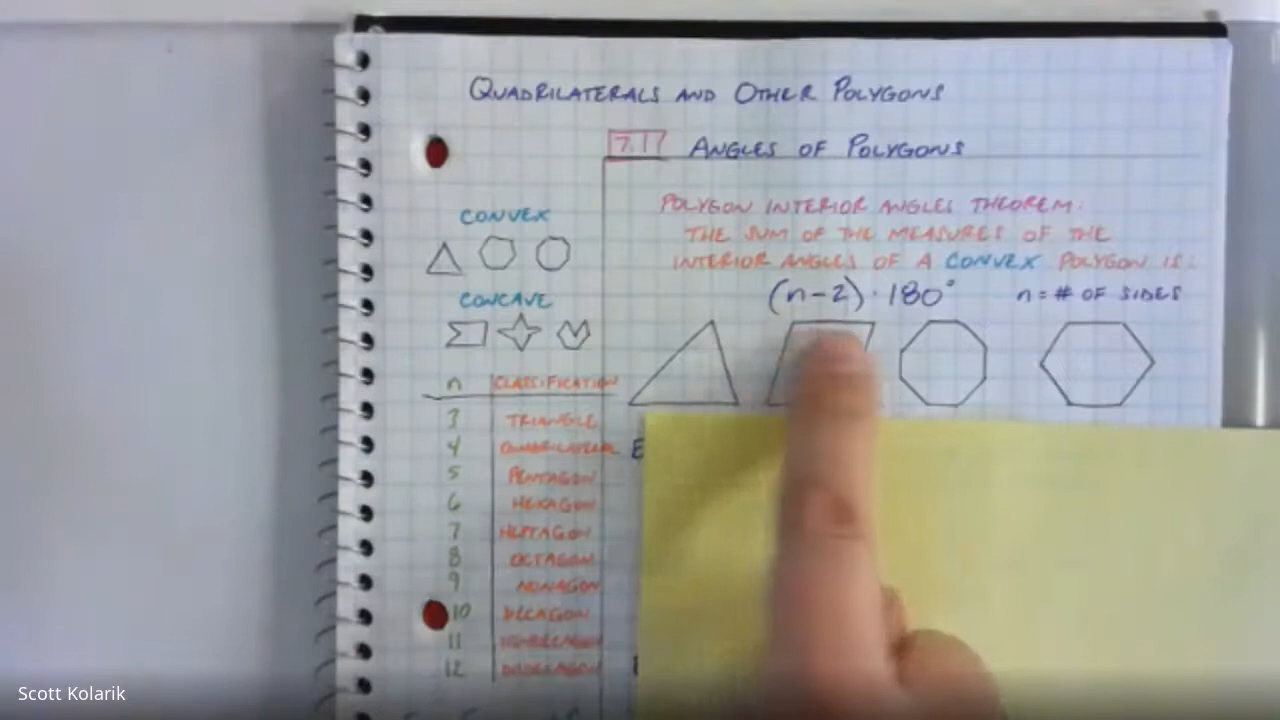 QUADRILATERALS AND OTHER POLYGONS
7.1 ANGLES OF POLYGONS
CONVEX
CONCAVE
n CLASSIFICATION
3 TRIANGLE
4 QUADRILATERAL
5 PENTAGON
6 HEXAGON
7 HEPTAGON
8 OCTAGON
9 NONAGON
10 DECAGON
11
12 DODECAGON
POLYGON INTERIOR ANGLES THEOREM:
THE SUM OF THE MEASURES OF THE
INTERIOR ANGLES OF A CONVEX POLYGON IS:
(n-2)·180° n = # OF SIDES
E
Scott Kolarik